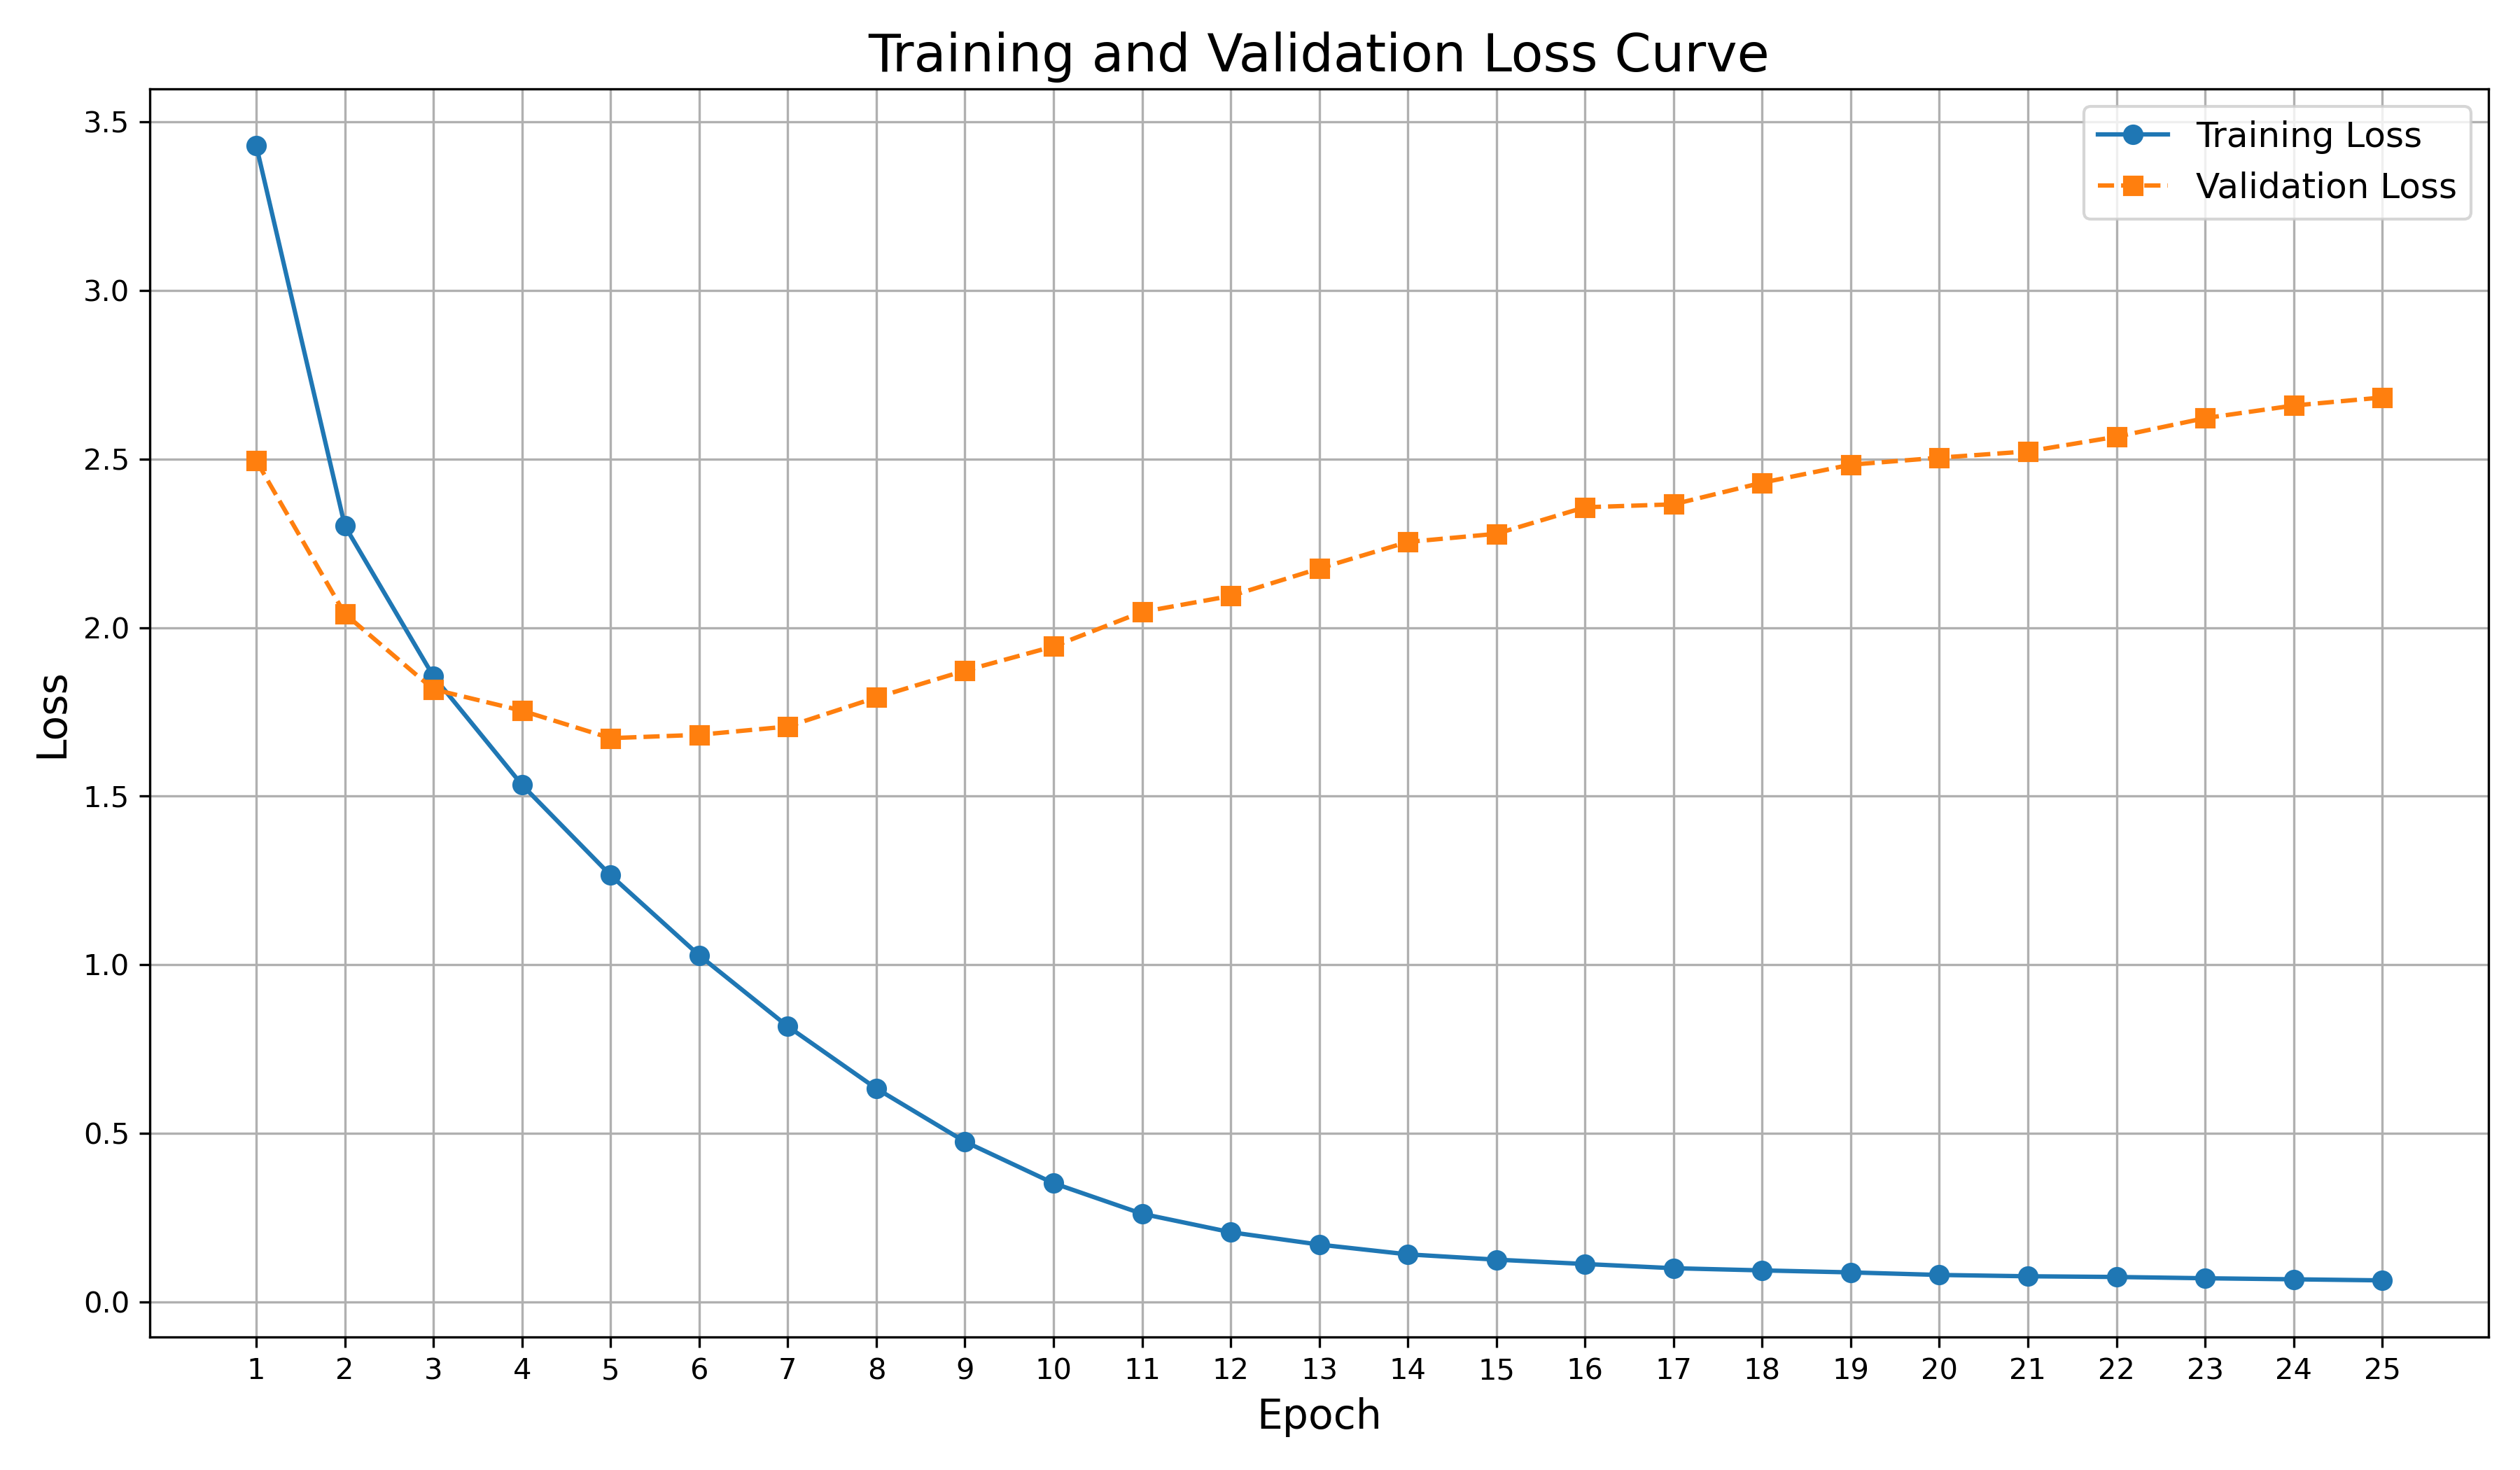 Training and Validation Loss Curve
Training Loss
Validation Loss
Loss
3.5
3.0
2.5
2.0
1.5
1.0
0.5
0.0
1 2 3 4 5 6 7 8 9 10 11 12 13 14 15 16 17 18 19 20 21 22 23 24 25
Epoch